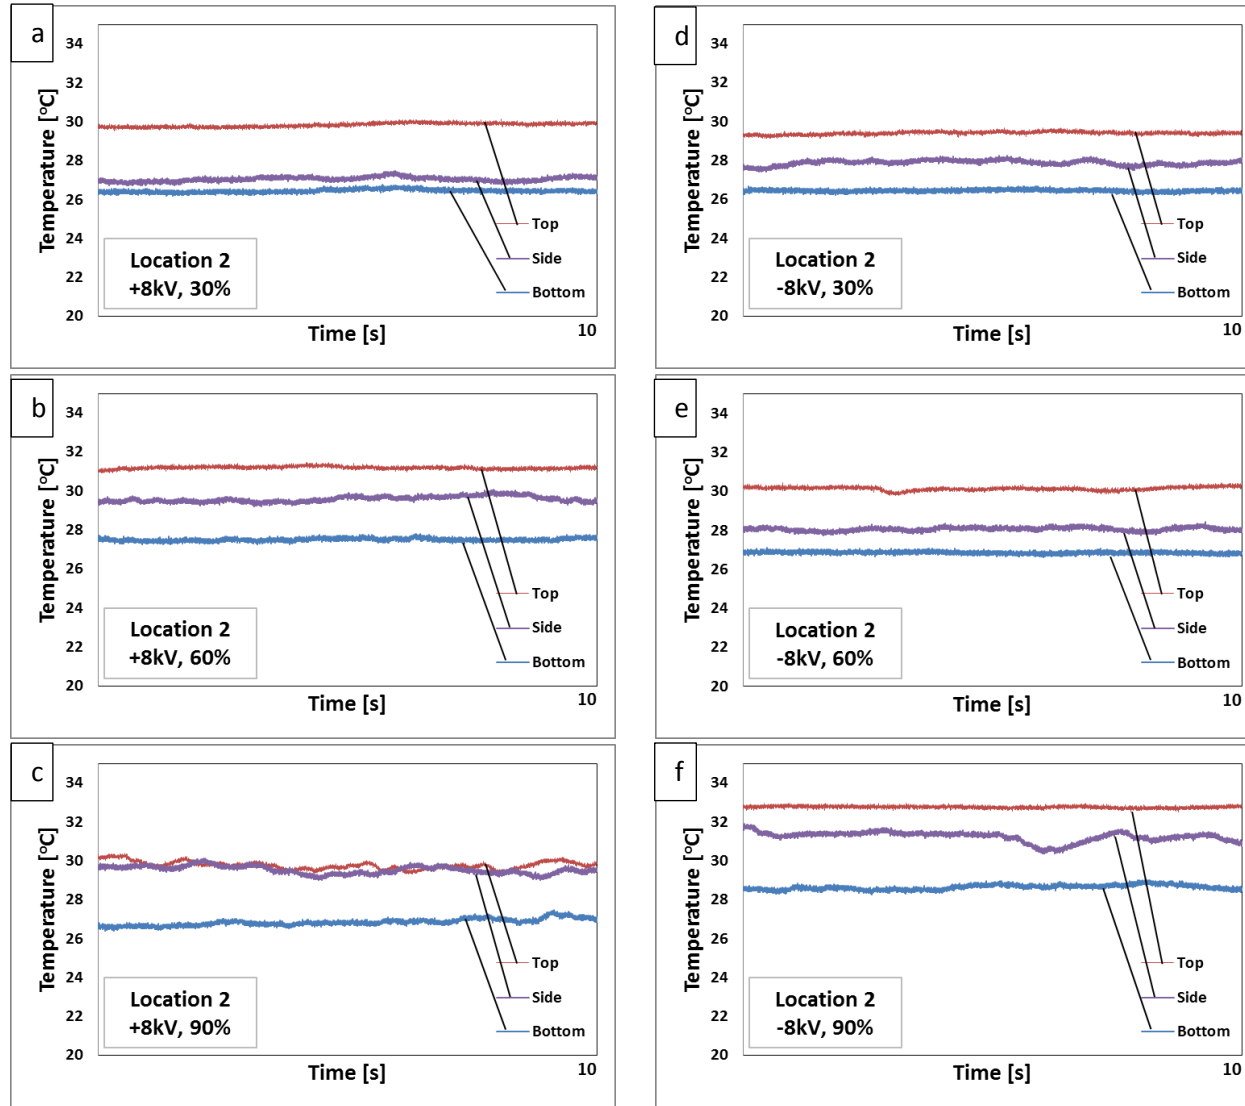 a
34
32
30
28
26
24
22
20
Temperature [°C]
Top
Side
Bottom
Location 2
+8kV, 30%
Time [s]
10
d
34
32
30
28
26
24
22
20
Temperature [°C]
Top
Side
Bottom
Location 2
-8kV, 30%
Time [s]
10
b
34
32
30
28
26
24
22
20
Temperature [°C]
Top
Side
Bottom
Location 2
+8kV, 60%
Time [s]
10
e
34
32
30
28
26
24
22
20
Temperature [°C]
Top
Side
Bottom
Location 2
-8kV, 60%
Time [s]
10
c
34
32
30
28
26
24
22
20
Temperature [°C]
Top
Side
Bottom
Location 2
+8kV, 90%
Time [s]
10
f
34
32
30
28
26
24
22
20
Temperature [°C]
Top
Side
Bottom
Location 2
-8kV, 90%
Time [s]
10